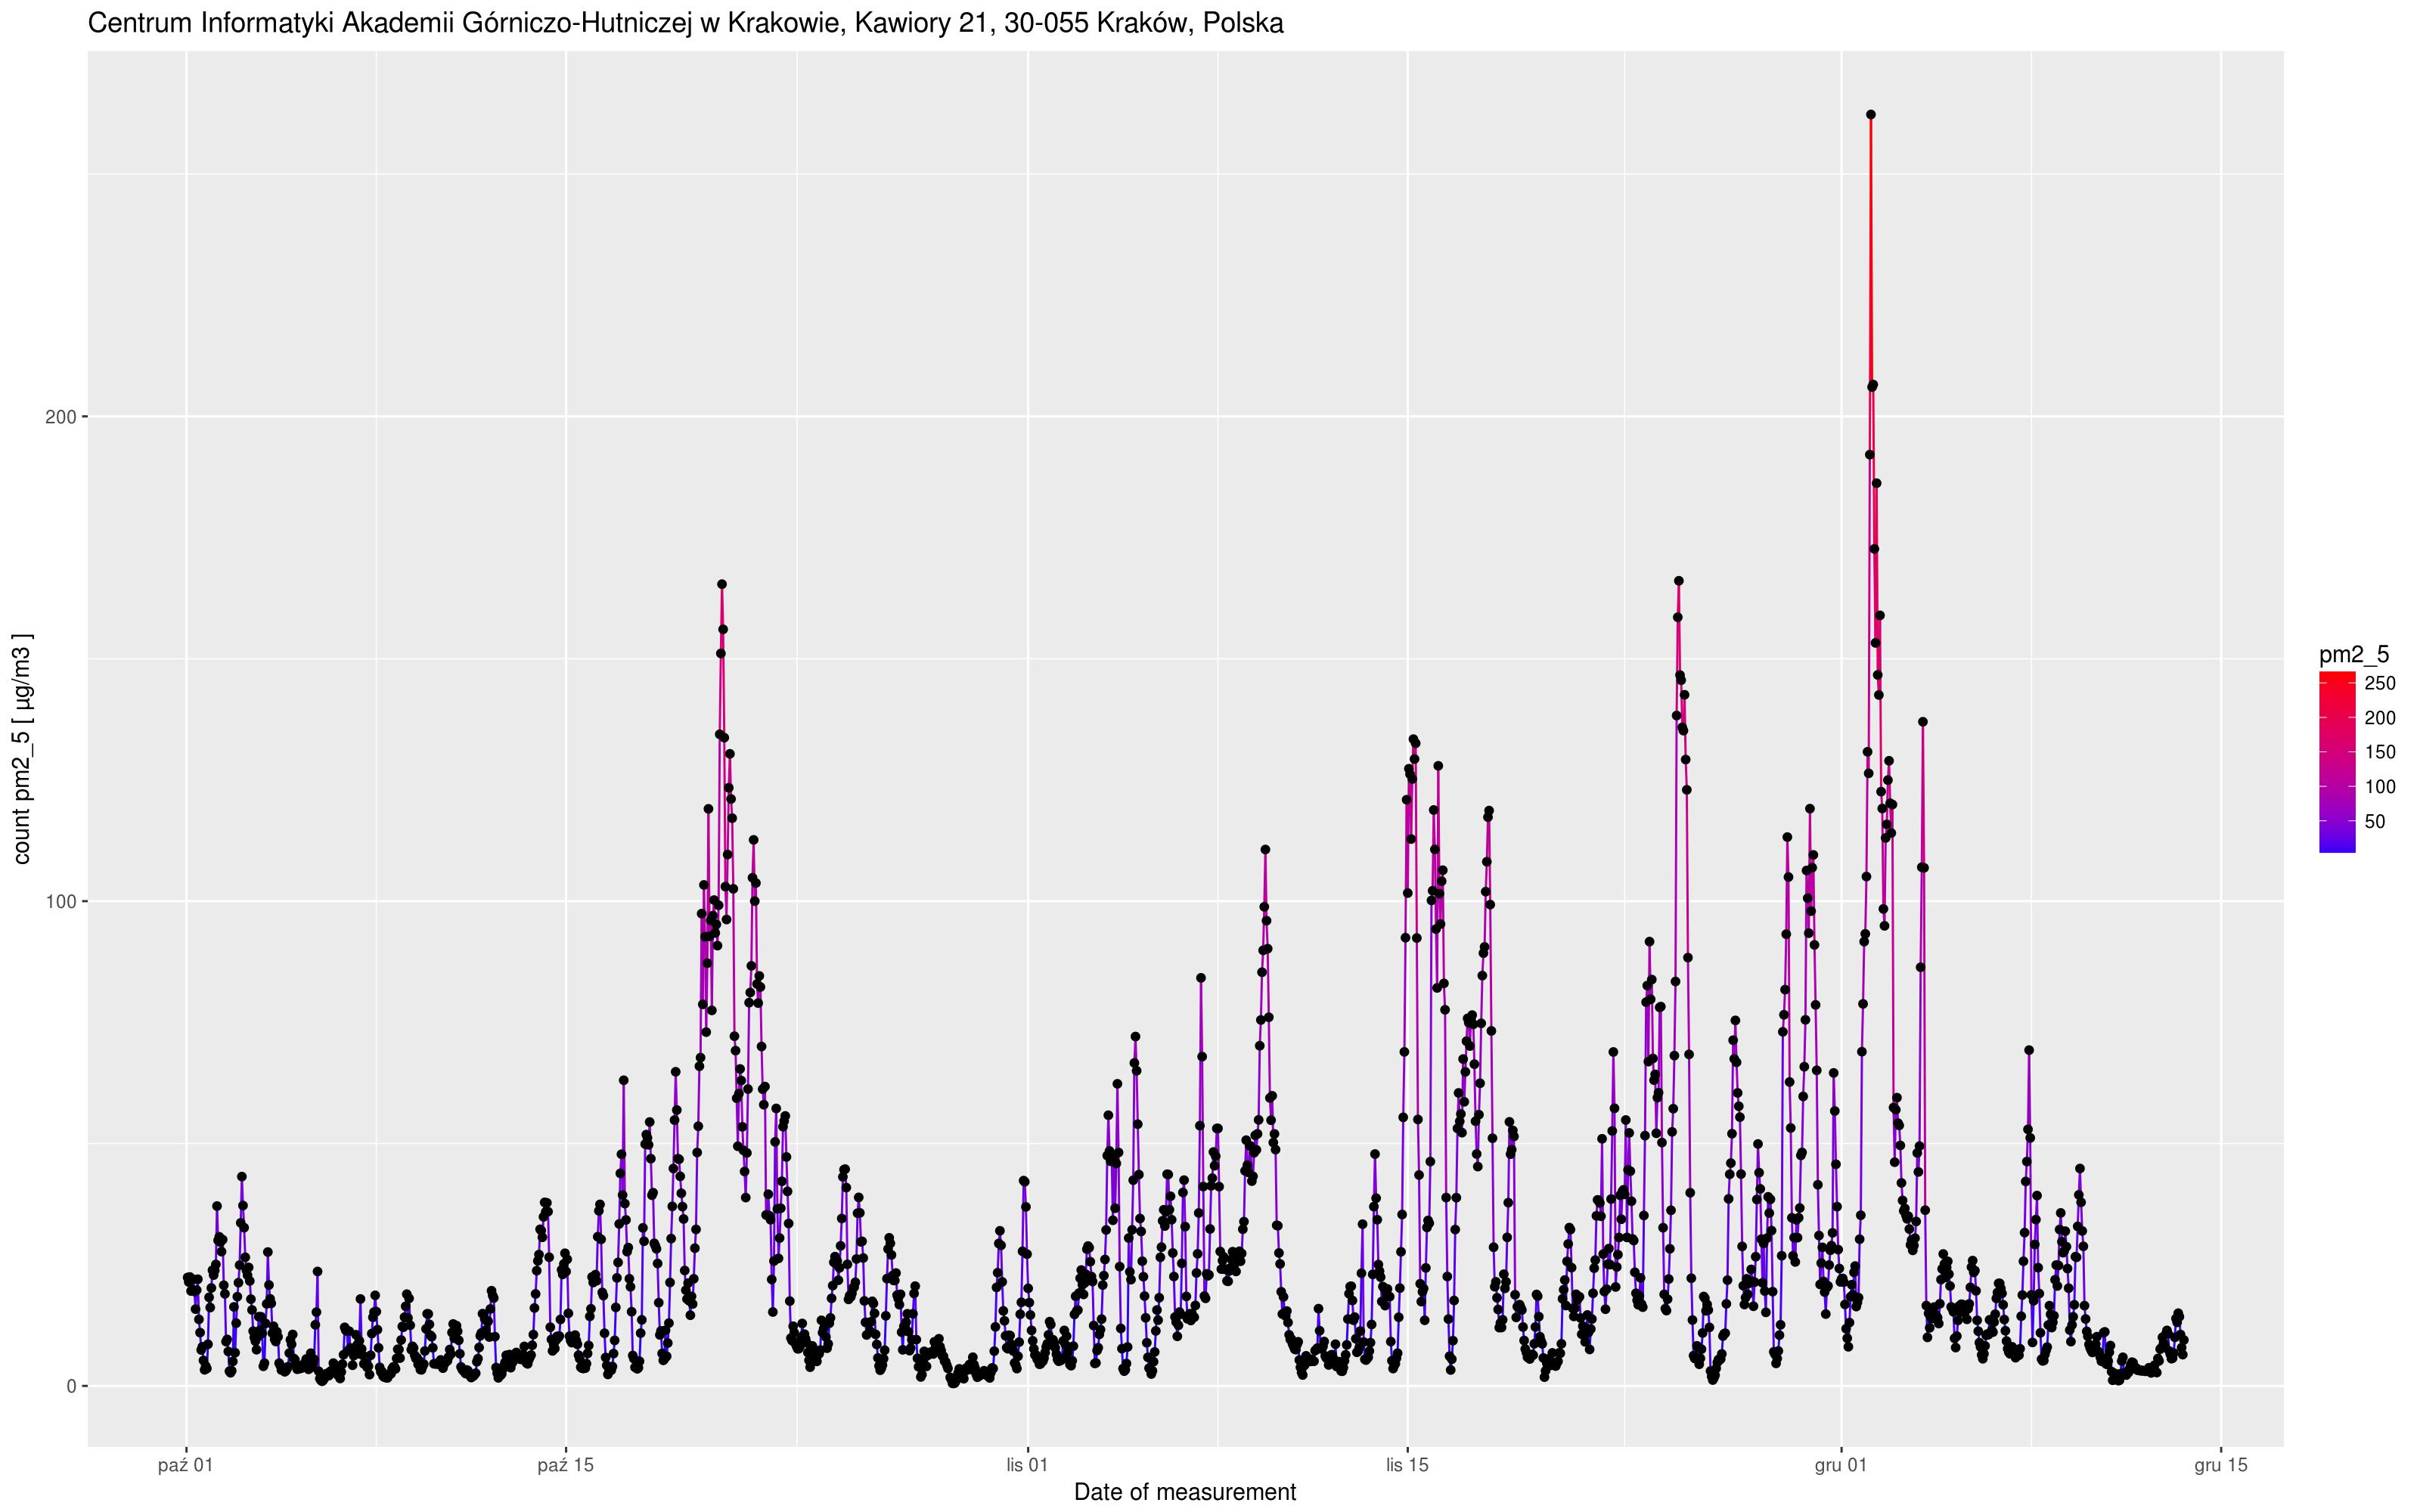 Centrum Informatyki Akademii Górniczo-Hutniczej w Krakowie, Kawiory 21, 30-055 Kraków, Polska
count pm2_5 [ µg/m3 ]
200
100
0
paź 01
paź 15
lis 01
lis 15
gru 01
gru 15
Date of measurement
pm2_5
250
200
150
100
50